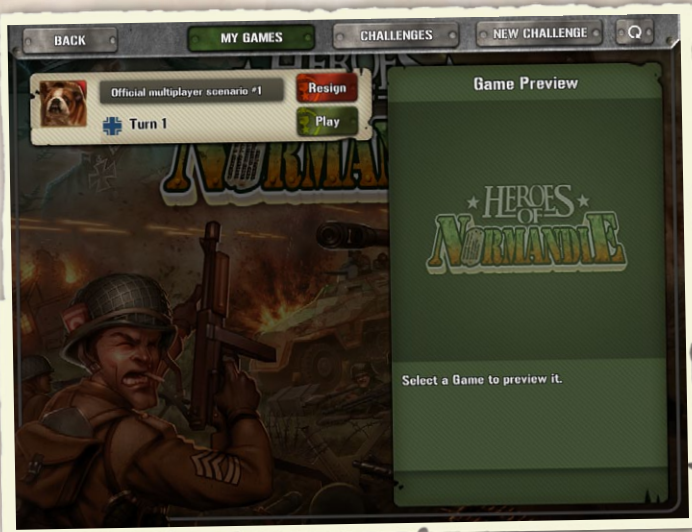 BACK
MY GAMES
CHALLENGES
NEW CHALLENGE
HEROES
Official multiplayer scenario #1
Resign
Turn 1
Play
Game Preview
HEROES
OF
NORMANDIE
Select a Game to preview it.